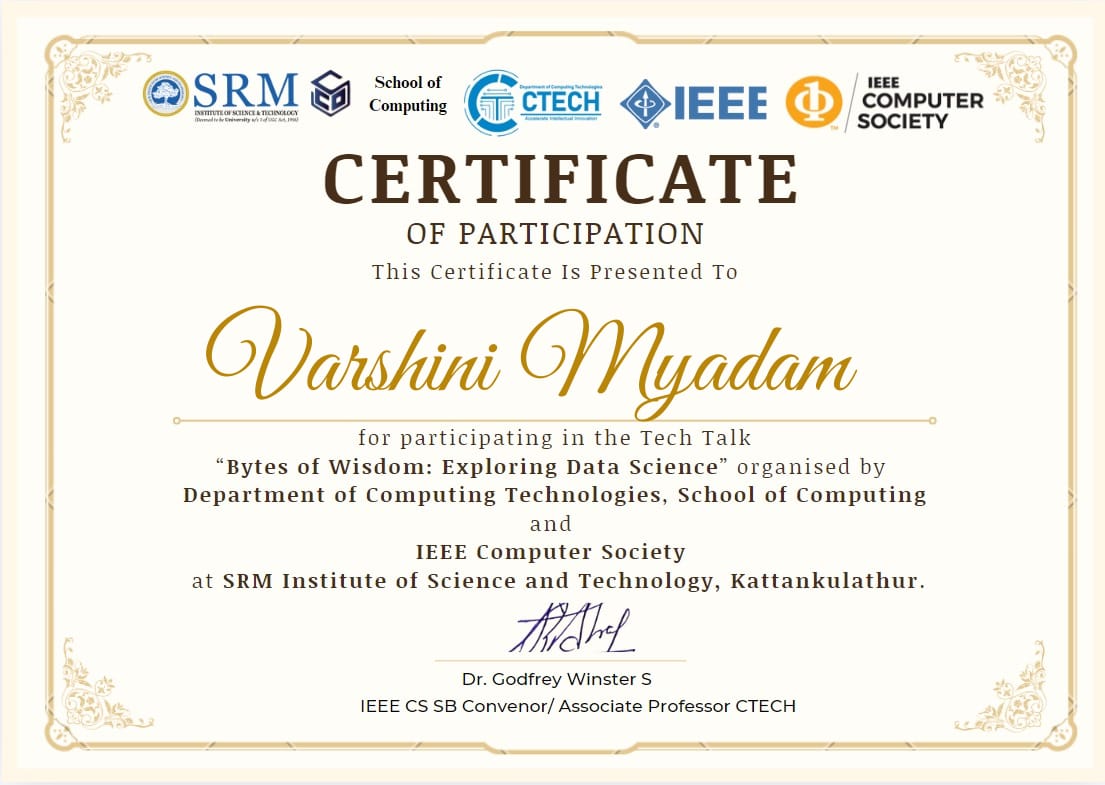 SRM
INSTITUTE OF SCIENCE & TECHNOLOGY
(Deemed to be University u/s 3 of UGC Act, 1956)
School of
Computing
Department of Computing Technologies
CTECH
Accelerate Intellectual Innovation
IEEE
IEEE
COMPUTER
SOCIETY
CERTIFICATE
OF PARTICIPATION
This Certificate Is Presented To
Varshini Myadam
for participating in the Tech Talk
“Bytes of Wisdom: Exploring Data Science” organised by
Department of Computing Technologies, School of Computing
and
IEEE Computer Society
at SRM Institute of Science and Technology, Kattankulathur.
Dr. Godfrey Winster S
IEEE CS SB Convenor/ Associate Professor CTECH